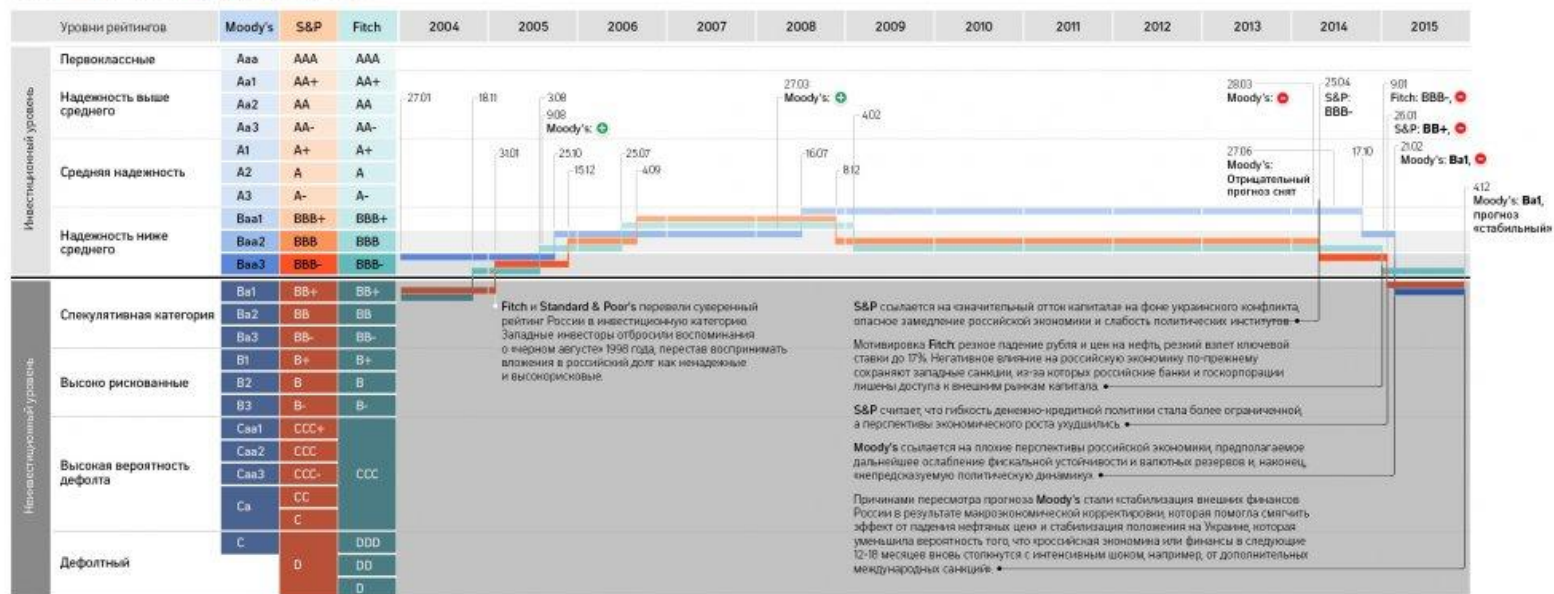 Уровни рейтингов Moody's S&P Fitch 2004 2005 2006 2007 2008 2009 2010 2011 2012 2013 2014 2015
Инвестиционный уровень
Первоклассные Aaa AAA AAA
Надежность выше
среднего
Aa1 AA+ AA+
Aa2 AA AA
Aa3 AA- AA-
Средняя надежность
A1 A+ A+
A2 A A
A3 A- A-
Надежность ниже
среднего
Baa1 BBB+ BBB+
Baa2 BBB BBB
Baa3 BBB- BBB-
Неинвестиционный уровень
Спекулятивная категория
Ba1 BB+ BB+
Ba2 BB BB
Ba3 BB- BB-
Высоко рискованные
B1 B+ B+
B2 B B
B3 B- B-
Высокая вероятность
дефолта
Caa1 CCC+
Caa2 CCC
Caa3 CCC- CCC
Ca CC
C
Дефолтный
C D DDD
DD
D
27.01
18.11
31.01
3.08
9.08
Moody's:
25.10
15.12
25.07
4.09
27.03
Moody's:
16.07
8.12
4.02
28.03
Moody's:
27.06
Moody's:
Отрицательный
прогноз снят
25.04
S&P:
BBB-
17.10
9.01
Fitch: BBB-,
26.01
S&P: BB+,
21.02
Moody's: Ba1,
4.12
Moody's: Ba1,
прогноз
«стабильный»
Fitch и Standard & Poor's перевели суверенный
рейтинг России в инвестиционную категорию.
Западные инвесторы отбросили воспоминания
о «черном августе» 1998 года, перестав воспринимать
вложения в российский долг как ненадежные
и высокорисковые.
S&P ссылается на «значительный отток капитала» на фоне украинского конфликта,
опасное замедление российской экономики и слабость политических институтов.
Мотивировка Fitch: резкое падение рубля и цен на нефть, резкий взлет ключевой
ставки до 17%. Негативное влияние на российскую экономику по-прежнему
сохраняют западные санкции, из-за которых российские банки и госкорпорации
лишены доступа к внешним рынкам капитала.
S&P считает, что гибкость денежно-кредитной политики стала более ограниченной,
а перспективы экономического роста ухудшились.
Moody's ссылается на плохие перспективы российской экономики, предполагаемое
дальнейшее ослабление фискальной устойчивости и валютных резервов и, наконец,
«непредсказуемую политическую динамику».
Причинами пересмотра прогноза Moody's стали «стабилизация внешних финансов
России в результате макроэкономической корректировки, которая помогла смягчить
эффект от падения нефтяных цен» и стабилизация положения на Украине, которая
уменьшила вероятность того, что «российская экономика или финансы в следующие
12-18 месяцев вновь столкнутся с интенсивным шоком, например, от дополнительных
международных санкций».